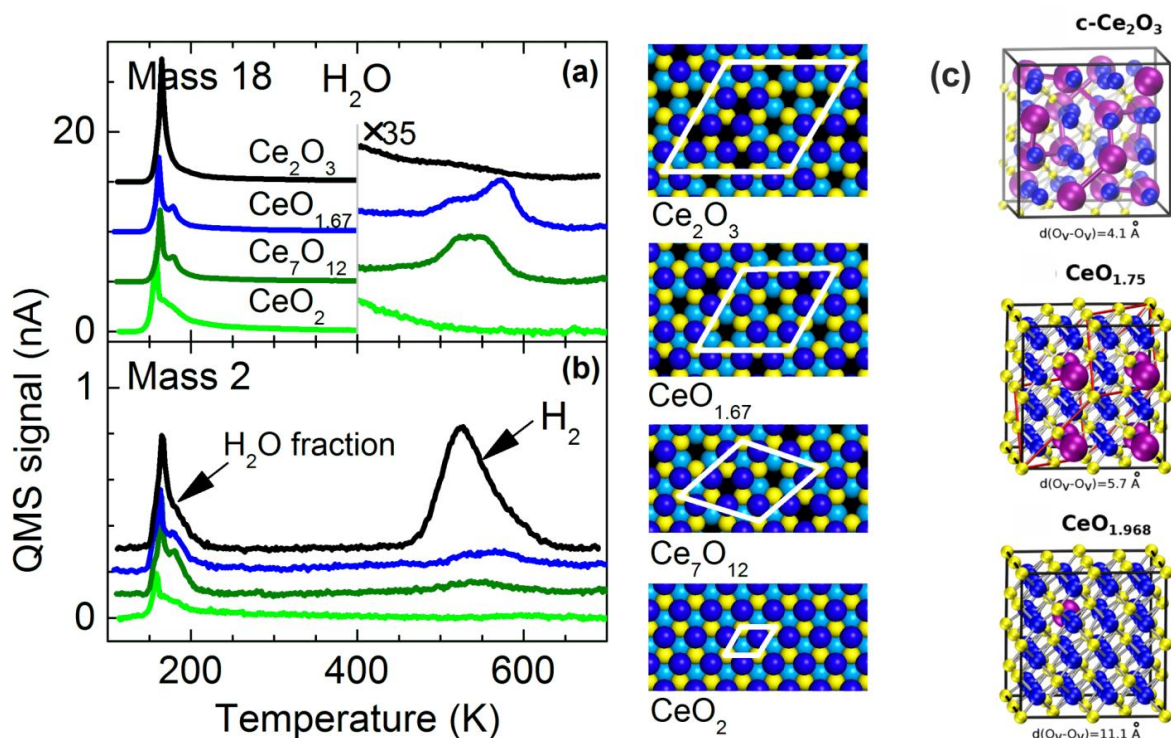 Mass 18
(a)
H₂O
×35
20
Ce₂O₃
CeO₁.₆₇
Ce₇O₁₂
CeO₂
0
QMS signal (nA)
Mass 2
(b)
1
H₂O fraction
H₂
0
200
400
600
Temperature (K)
Ce₂O₃
CeO₁.₆₇
Ce₇O₁₂
CeO₂
(c)
c-Ce₂O₃
d(Oᵥ-Oᵥ)=4.1 Å
CeO₁.₇₅
d(Oᵥ-Oᵥ)=5.7 Å
CeO₁.₉₆₈
d(Oᵥ-Oᵥ)=11.1 Å